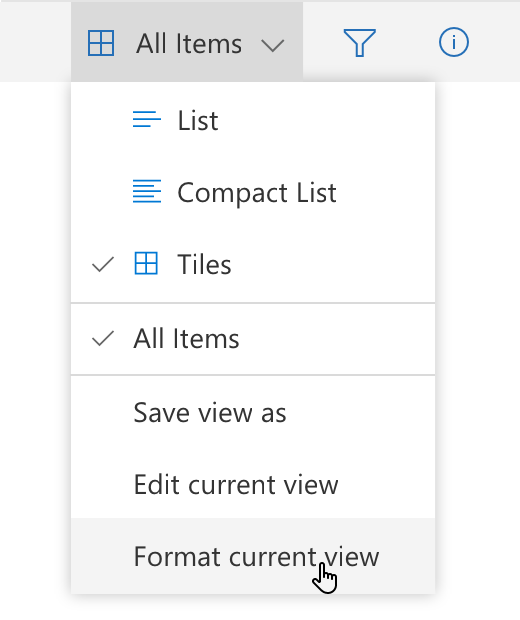 All Items
List
Compact List
Tiles
All Items
Save view as
Edit current view
Format current view